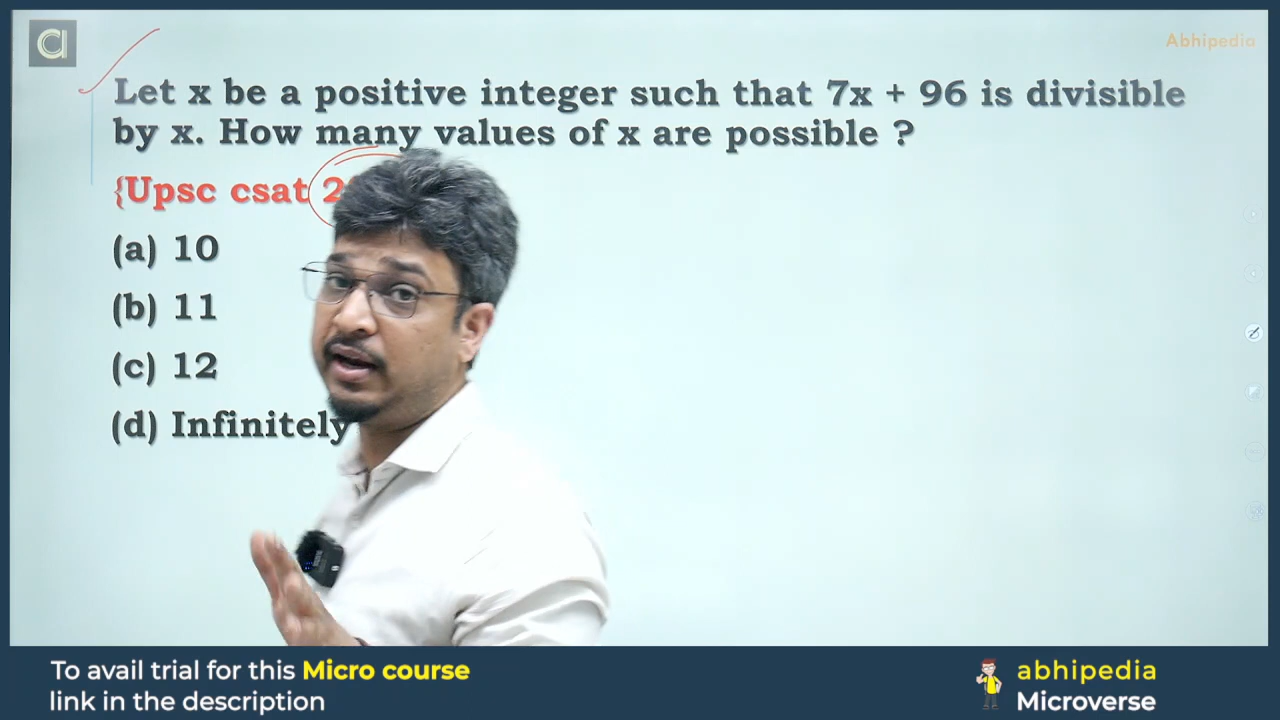 Abhipedia
Let x be a positive integer such that 7x + 96 is divisible
by x. How many values of x are possible ?
{Upsc csat
(a) 10
(b) 11
(c) 12
(d) Infinitely
To avail trial for this Micro course
link in the description
abhipedia
Microverse